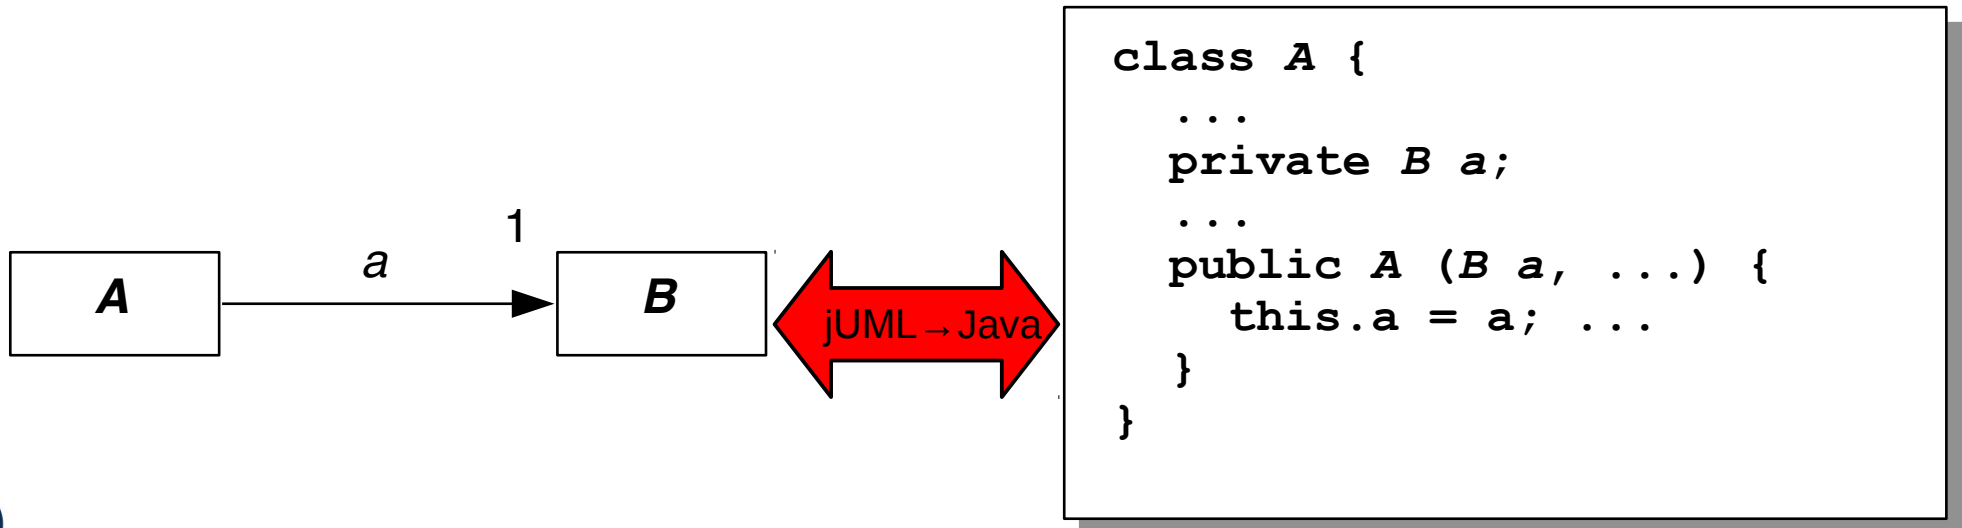 A
a
1
B
jUML→Java
class A {
...
private B a;
...
public A (B a, ...) {
this.a = a; ...
}
}